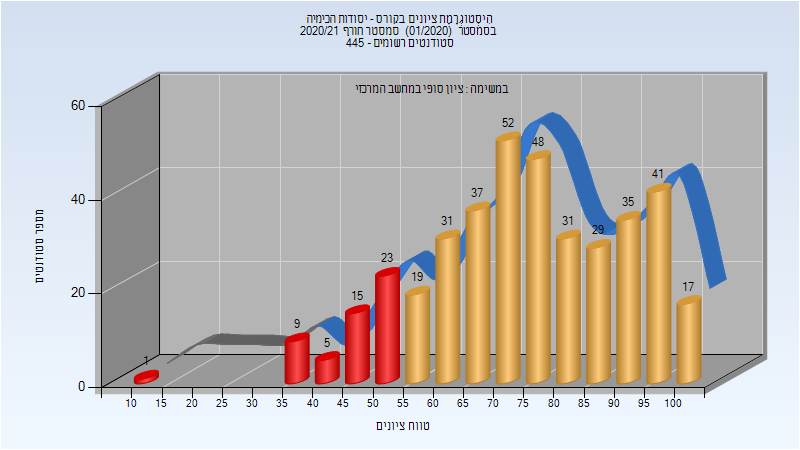 היסטוגרמת ציונים בקורס - יסודות הכימיה
בסמסטר (01/2020) סמסטר חורף 2020/21
סטודנטים רשומים - 445
במשימה : ציון סופי במחשב המרכזי
מספר סטודנטים
60
40
20
0
1
9
5
15
23
19
31
37
52
48
31
29
35
41
17
10 15 20 25 30 35 40 45 50 55 60 65 70 75 80 85 90 95 100
טווח ציונים